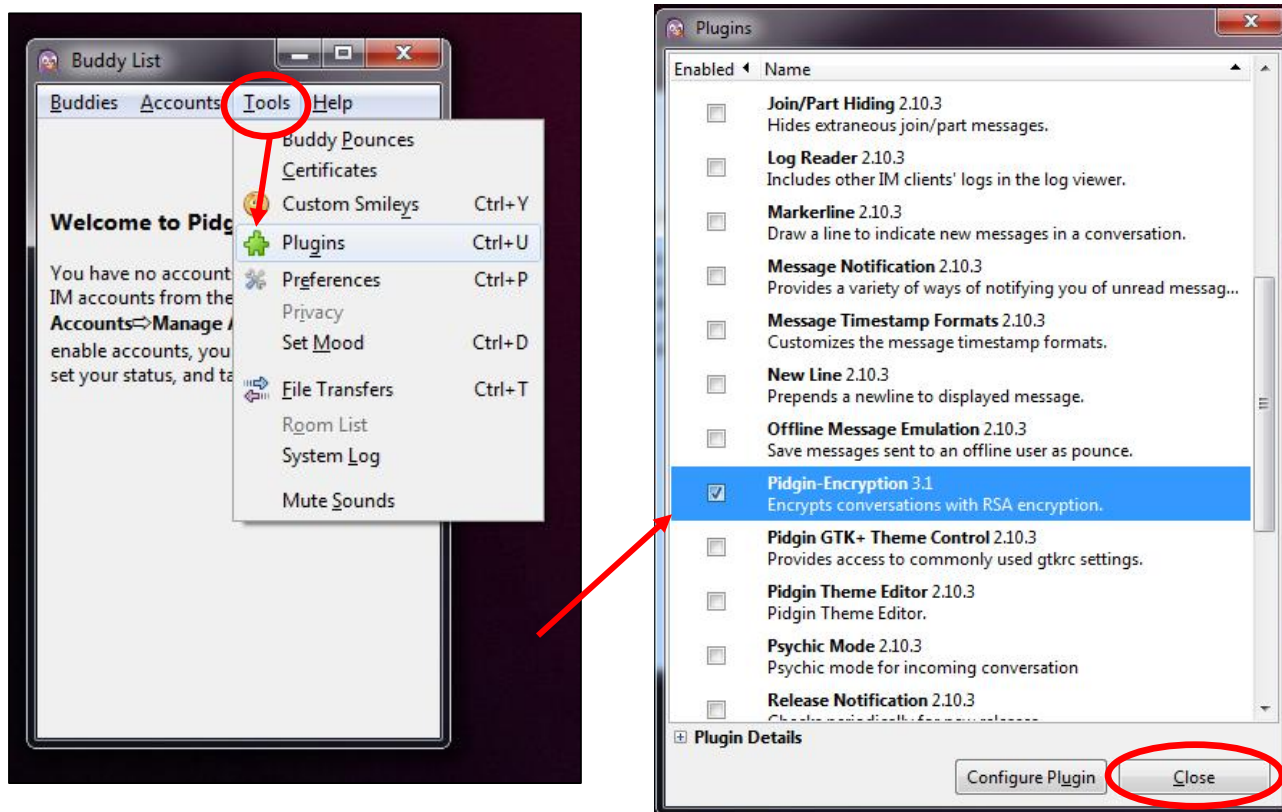 Buddy List
Buddies Accounts Tools Help
Buddy Pounces
Certificates
Custom Smileys Ctrl+Y
Plugins Ctrl+U
Preferences Ctrl+P
Privacy
Set Mood Ctrl+D
File Transfers Ctrl+T
Room List
System Log
Mute Sounds
Welcome to
You have no
IM accounts from the
Accounts⇨Manage
enable accounts, you
set your status, and
Plugins
Enabled Name
Join/Part Hiding 2.10.3
Hides extraneous join/part messages.
Log Reader 2.10.3
Includes other IM clients' logs in the log viewer.
Markerline 2.10.3
Draw a line to indicate new messages in a conversation.
Message Notification 2.10.3
Provides a variety of ways of notifying you of unread messag...
Message Timestamp Formats 2.10.3
Customizes the message timestamp formats.
New Line 2.10.3
Prepends a newline to displayed message.
Offline Message Emulation 2.10.3
Save messages sent to an offline user as pounce.
Pidgin-Encryption 3.1
Encrypts conversations with RSA encryption.
Pidgin GTK+ Theme Control 2.10.3
Provides access to commonly used gtkrc settings.
Pidgin Theme Editor 2.10.3
Pidgin Theme Editor.
Psychic Mode 2.10.3
Psychic mode for incoming conversation
Release Notification 2.10.3
Plugin Details
Configure Plugin Close